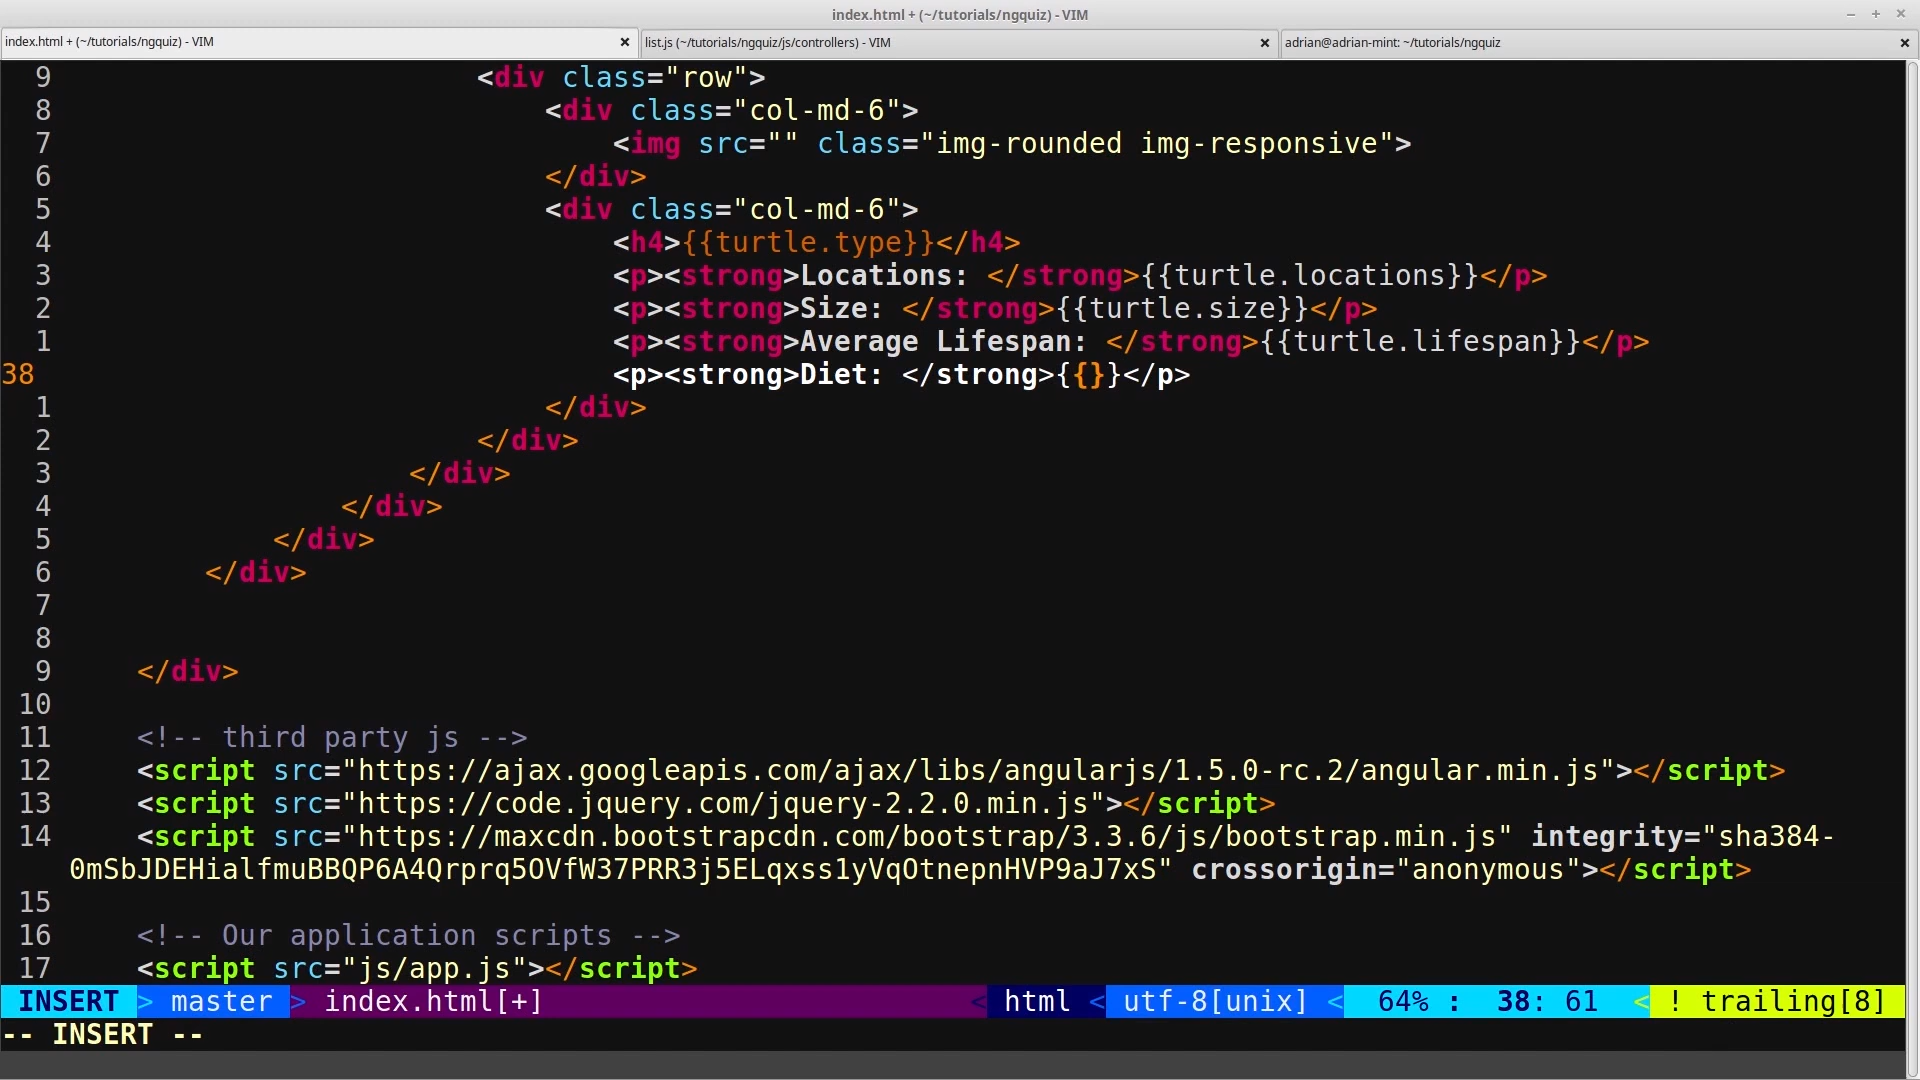 index.html + (~/tutorials/ngquiz) - VIM
index.html + (~/tutorials/ngquiz) - VIM
list.js (~/tutorials/ngquiz/js/controllers) - VIM
adrian@adrian-mint: ~/tutorials/ngquiz
9 <div class="row">
8 <div class="col-md-6">
7 <img src="" class="img-rounded img-responsive">
6 </div>
5 <div class="col-md-6">
4 <h4>{{turtle.type}}</h4>
3 <p><strong>Locations: </strong>{{turtle.locations}}</p>
2 <p><strong>Size: </strong>{{turtle.size}}</p>
1 <p><strong>Average Lifespan: </strong>{{turtle.lifespan}}</p>
38 <p><strong>Diet: </strong>{{}}</p>
1 </div>
2 </div>
3 </div>
4 </div>
5 </div>
6 </div>
7
8
9 </div>
10
11 <!-- third party js -->
12 <script src="https://ajax.googleapis.com/ajax/libs/angularjs/1.5.0-rc.2/angular.min.js"></script>
13 <script src="https://code.jquery.com/jquery-2.2.0.min.js"></script>
14 <script src="https://maxcdn.bootstrapcdn.com/bootstrap/3.3.6/js/bootstrap.min.js" integrity="sha384-
0mSbJDEHialfmuBBQP6A4Qrprq5OVfW37PRR3j5ELqxss1yVqOtnepnHVP9aJ7xS" crossorigin="anonymous"></script>
15
16 <!-- Our application scripts -->
17 <script src="js/app.js"></script>
INSERT > master > index.html[+] < html < utf-8[unix] < 64% : 38: 61 < ! trailing[8]
-- INSERT --